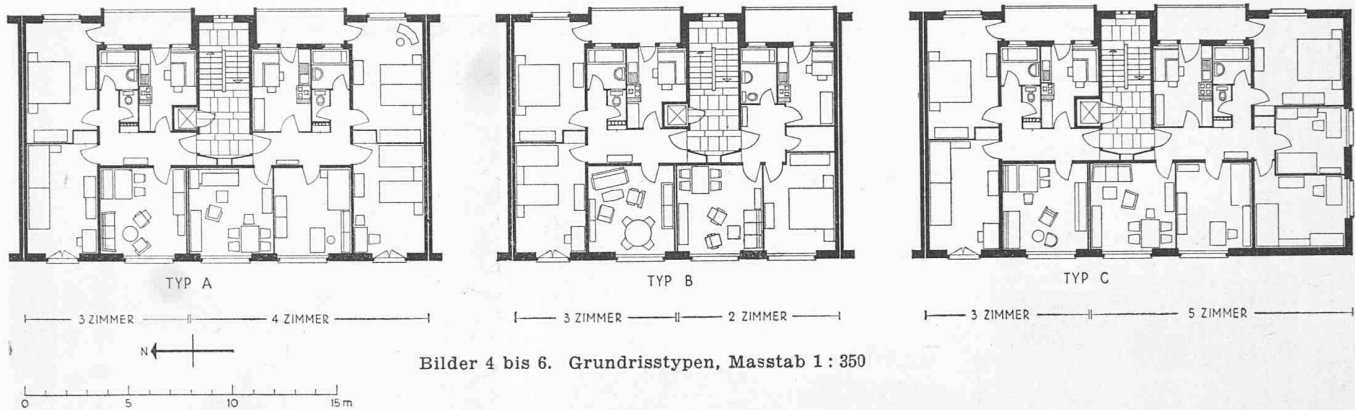 TYP A
TYP B
TYP C
3 ZIMMER
4 ZIMMER
3 ZIMMER
2 ZIMMER
3 ZIMMER
5 ZIMMER
N
Bilder 4 bis 6. Grundrisstypen, Masstab 1 : 350
0 5 10 15 m